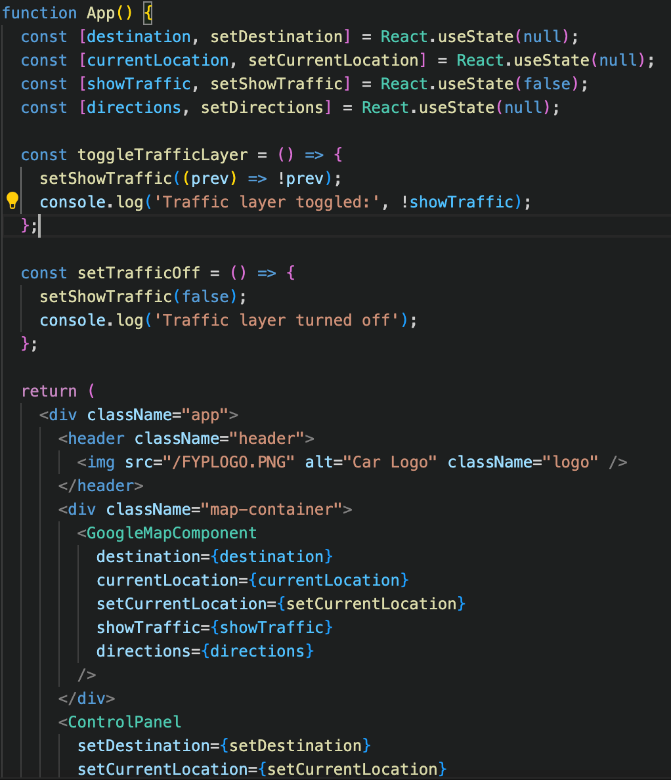 function App() {
const [destination, setDestination] = React.useState(null);
const [currentLocation, setCurrentLocation] = React.useState(null);
const [showTraffic, setShowTraffic] = React.useState(false);
const [directions, setDirections] = React.useState(null);
const toggleTrafficLayer = () => {
setShowTraffic((prev) => !prev);
console.log('Traffic layer toggled:', !showTraffic);
};
const setTrafficOff = () => {
setShowTraffic(false);
console.log('Traffic layer turned off');
};
return (
<div className="app">
<header className="header">
<img src="/FYPLOGO.PNG" alt="Car Logo" className="logo" />
</header>
<div className="map-container">
<GoogleMapComponent
destination={destination}
currentLocation={currentLocation}
setCurrentLocation={setCurrentLocation}
showTraffic={showTraffic}
directions={directions}
/>
</div>
<ControlPanel
setDestination={setDestination}
setCurrentLocation={setCurrentLocation}